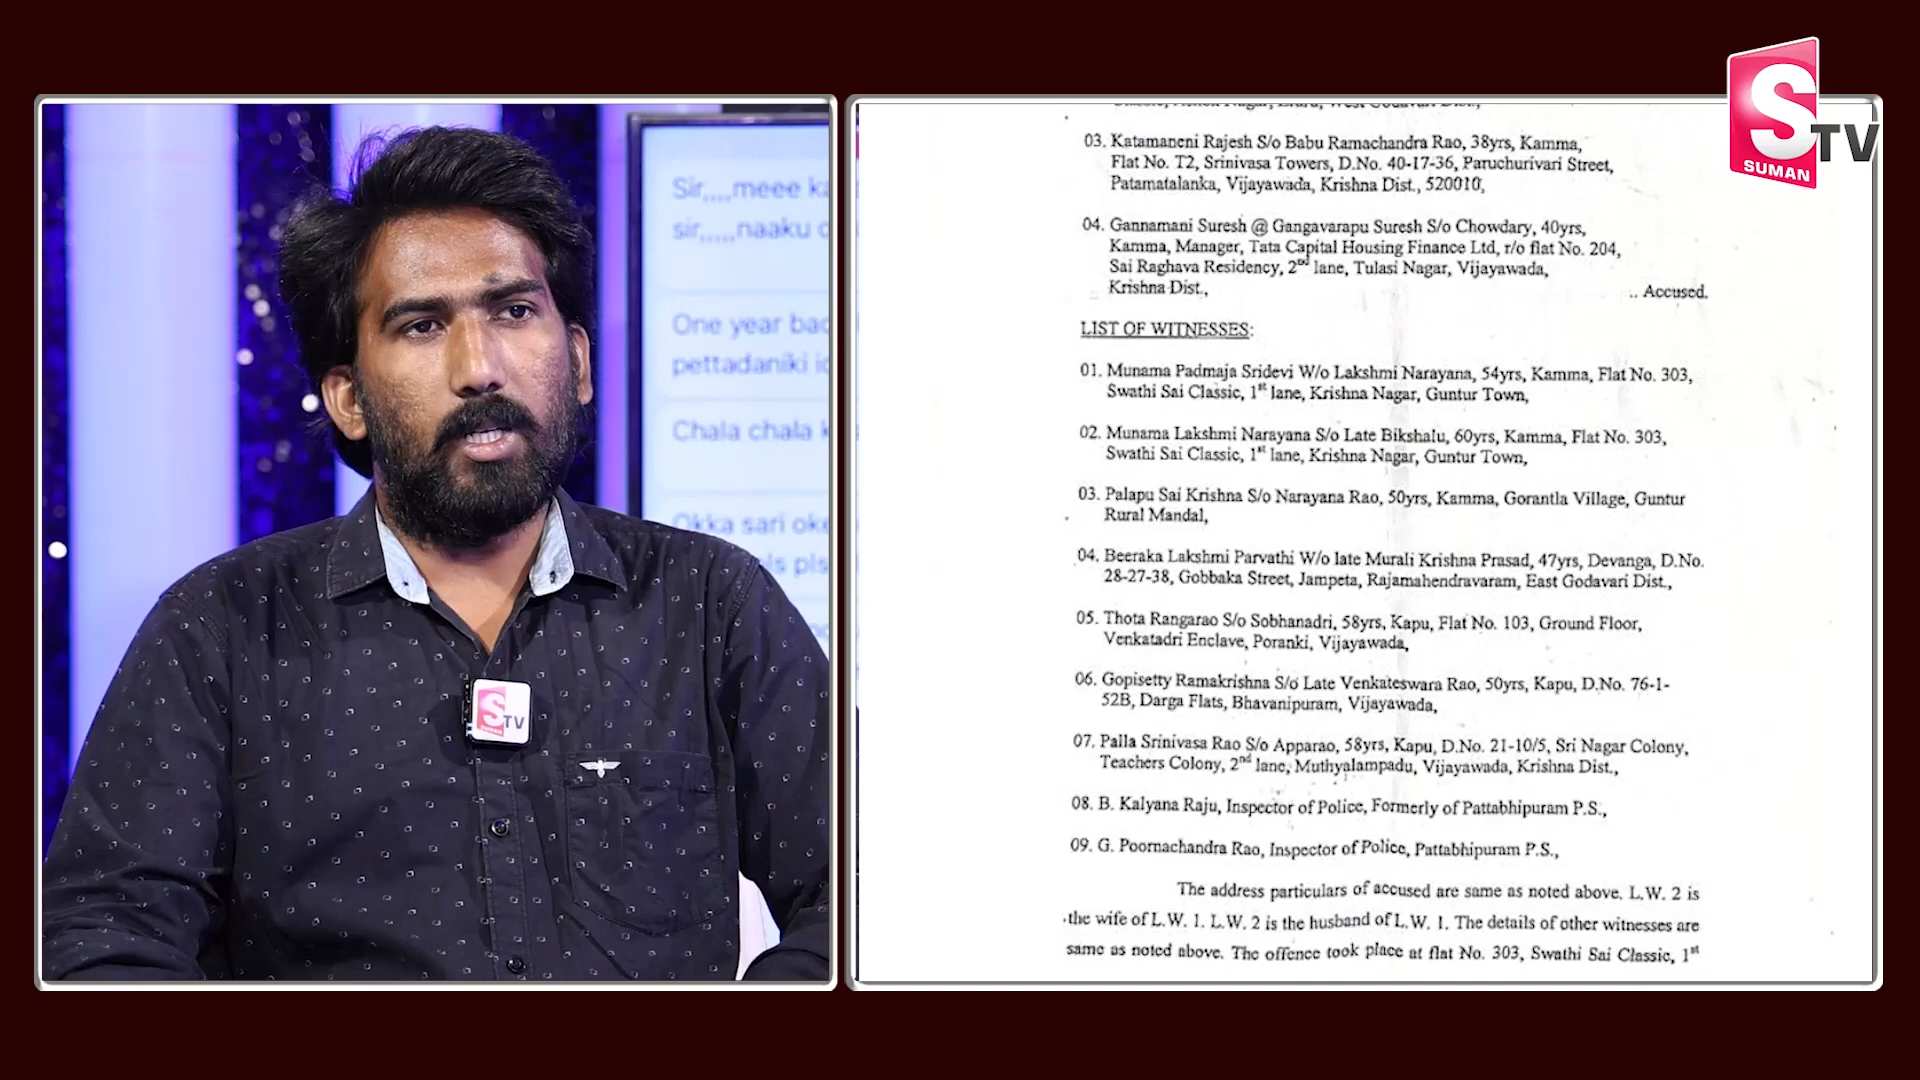 S
TV
SUMAN
Sir,,,,meee
sir,,,,,naaku
One year
pettadaniki
Chala chala
Okka sari
pls
S
TV
SUMAN
03. Katamaneni Rajesh S/o Babu Ramachandra Rao, 38yrs, Kamma,
Flat No. T2, Srinivasa Towers, D.No. 40-17-36, Paruchurivari Street,
Patamatalanka, Vijayawada, Krishna Dist., 520010,
04. Gannamani Suresh @ Gangavarapu Suresh S/o Chowdary, 40yrs,
Kamma, Manager, Tata Capital Housing Finance Ltd, r/o flat No. 204,
Sai Raghava Residency, 2nd lane, Tulasi Nagar, Vijayawada,
Krishna Dist.,
.. Accused.
LIST OF WITNESSES:
01. Munama Padmaja Sridevi W/o Lakshmi Narayana, 54yrs, Kamma, Flat No. 303,
Swathi Sai Classic, 1st lane, Krishna Nagar, Guntur Town,
02. Munama Lakshmi Narayana S/o Late Bikshalu, 60yrs, Kamma, Flat No. 303,
Swathi Sai Classic, 1st lane, Krishna Nagar, Guntur Town,
03. Palapu Sai Krishna S/o Narayana Rao, 50yrs, Kamma, Gorantla Village, Guntur
Rural Mandal,
04. Beeraka Lakshmi Parvathi W/o late Murali Krishna Prasad, 47yrs, Devanga, D.No.
28-27-38, Gobbaka Street, Jampeta, Rajamahendravaram, East Godavari Dist.,
05. Thota Rangarao S/o Sobhanadri, 58yrs, Kapu, Flat No. 103, Ground Floor,
Venkatadri Enclave, Poranki, Vijayawada,
06. Gopisetty Ramakrishna S/o Late Venkateswara Rao, 50yrs, Kapu, D.No. 76-1-
52B, Darga Flats, Bhavanipuram, Vijayawada,
07. Palla Srinivasa Rao S/o Apparao, 58yrs, Kapu, D.No. 21-10/5, Sri Nagar Colony,
Teachers Colony, 2nd lane, Muthyalampadu, Vijayawada, Krishna Dist.,
08. B. Kalyana Raju, Inspector of Police, Formerly of Pattabhipuram P.S.,
09. G. Poornachandra Rao, Inspector of Police, Pattabhipuram P.S.,
The address particulars of accused are same as noted above. L.W. 2 is
the wife of L.W. 1. L.W. 2 is the husband of L.W. 1. The details of other witnesses are
same as noted above. The offence took place at flat No. 303, Swathi Sai Classic, 1st